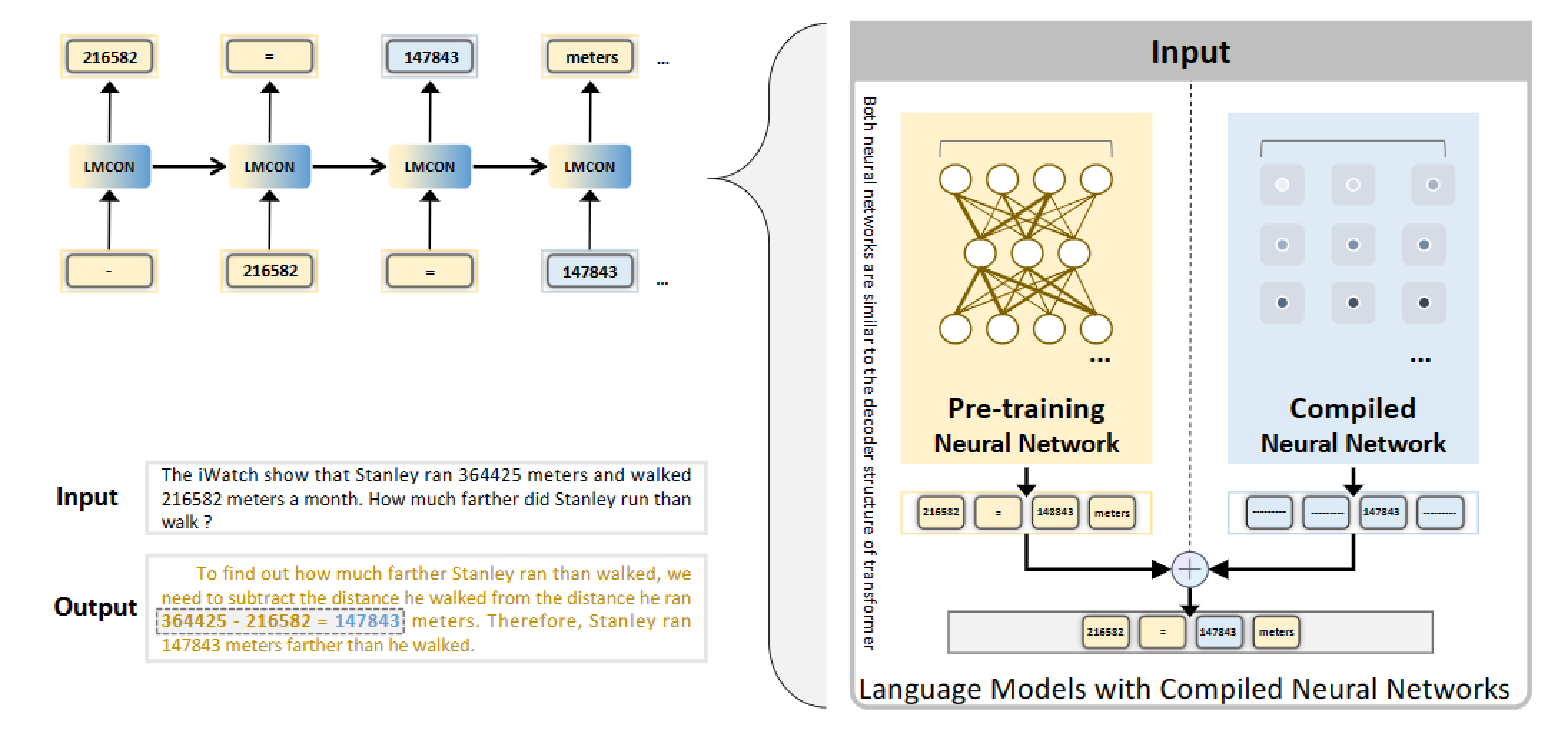 216582
=
147843
meters
...
LMCON
LMCON
LMCON
LMCON
-
216582
=
147843
...
Input
The iWatch show that Stanley ran 364425 meters and walked
216582 meters a month. How much farther did Stanley run than
walk ?
Output
To find out how much farther Stanley ran than walked, we
need to subtract the distance he walked from the distance he ran
364425 - 216582 = 147843 meters. Therefore, Stanley ran
147843 meters farther than he walked.
Input
Both neural networks are similar to the decoder structure of transformer
...
Pre-training
Neural Network
...
Compiled
Neural Network
216582
=
148843
meters
----------
----------
147843
----------
216582
=
147843
meters
Language Models with Compiled Neural Networks